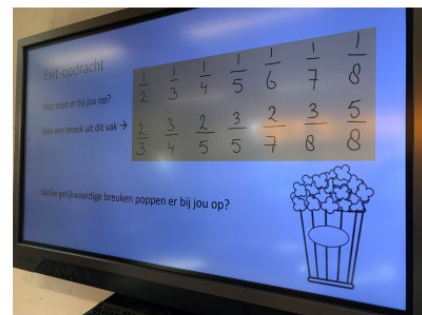 Exit-opdracht
Wat popt er bij jou op?
Kies een breuk uit dit vak →
1/2 1/3 1/4 1/5 1/6 1/7 1/8
2/3 3/4 2/5 3/5 2/7 3/8 5/8
Welke gelijkwaardige breuken poppen er bij jou op?